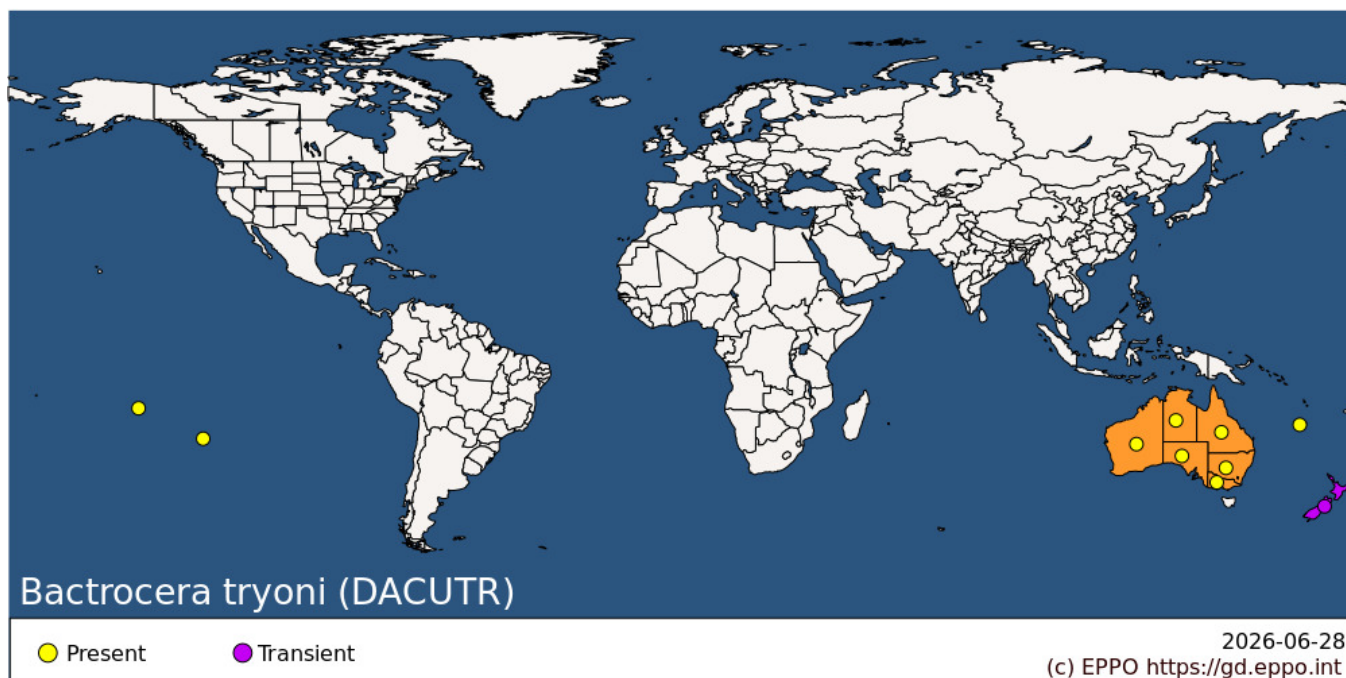 Bactrocera tryoni (DACUTR)
Present
Transient
2026-06-28
(c) EPPO https://gd.eppo.int